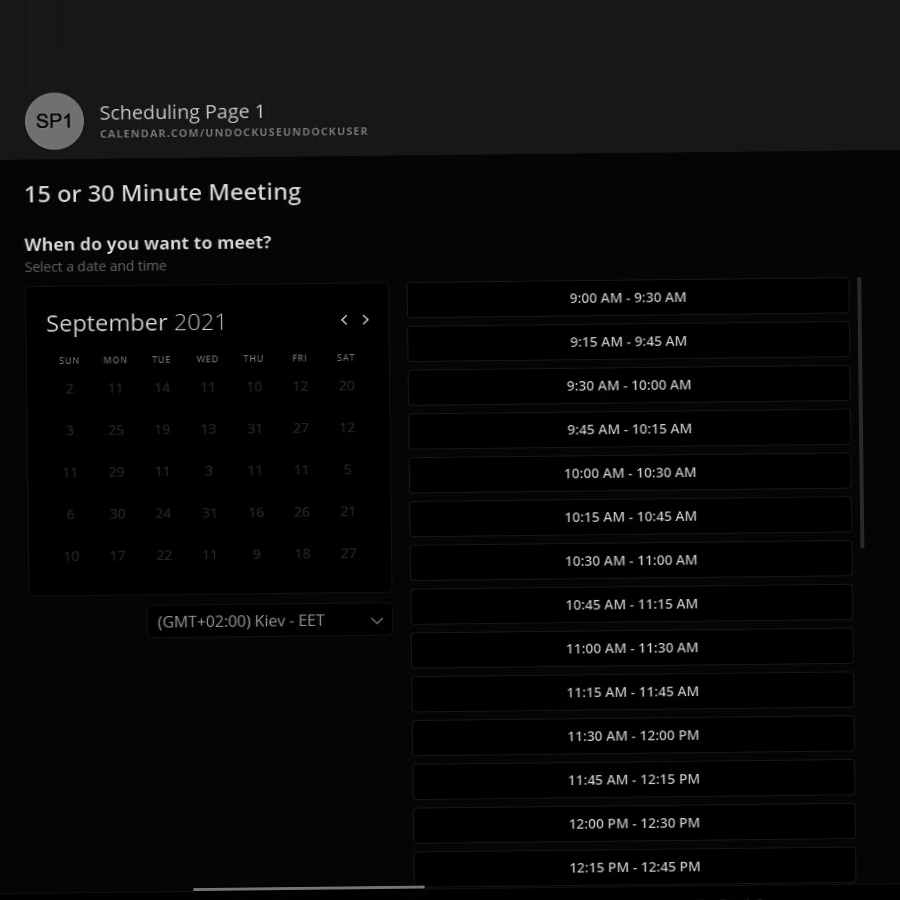 SP1
Scheduling Page 1
CALENDAR.COM/UNDOCKUSEUNDOCKUSER
15 or 30 Minute Meeting
When do you want to meet?
Select a date and time
September 2021
SUN MON TUE WED THU FRI SAT
2 11 14 11 10 12 20
3 25 19 13 31 27 12
11 29 11 3 11 11 5
6 30 24 31 16 26 21
10 17 22 11 9 18 27
(GMT+02:00) Kiev - EET
9:00 AM - 9:30 AM
9:15 AM - 9:45 AM
9:30 AM - 10:00 AM
9:45 AM - 10:15 AM
10:00 AM - 10:30 AM
10:15 AM - 10:45 AM
10:30 AM - 11:00 AM
10:45 AM - 11:15 AM
11:00 AM - 11:30 AM
11:15 AM - 11:45 AM
11:30 AM - 12:00 PM
11:45 AM - 12:15 PM
12:00 PM - 12:30 PM
12:15 PM - 12:45 PM